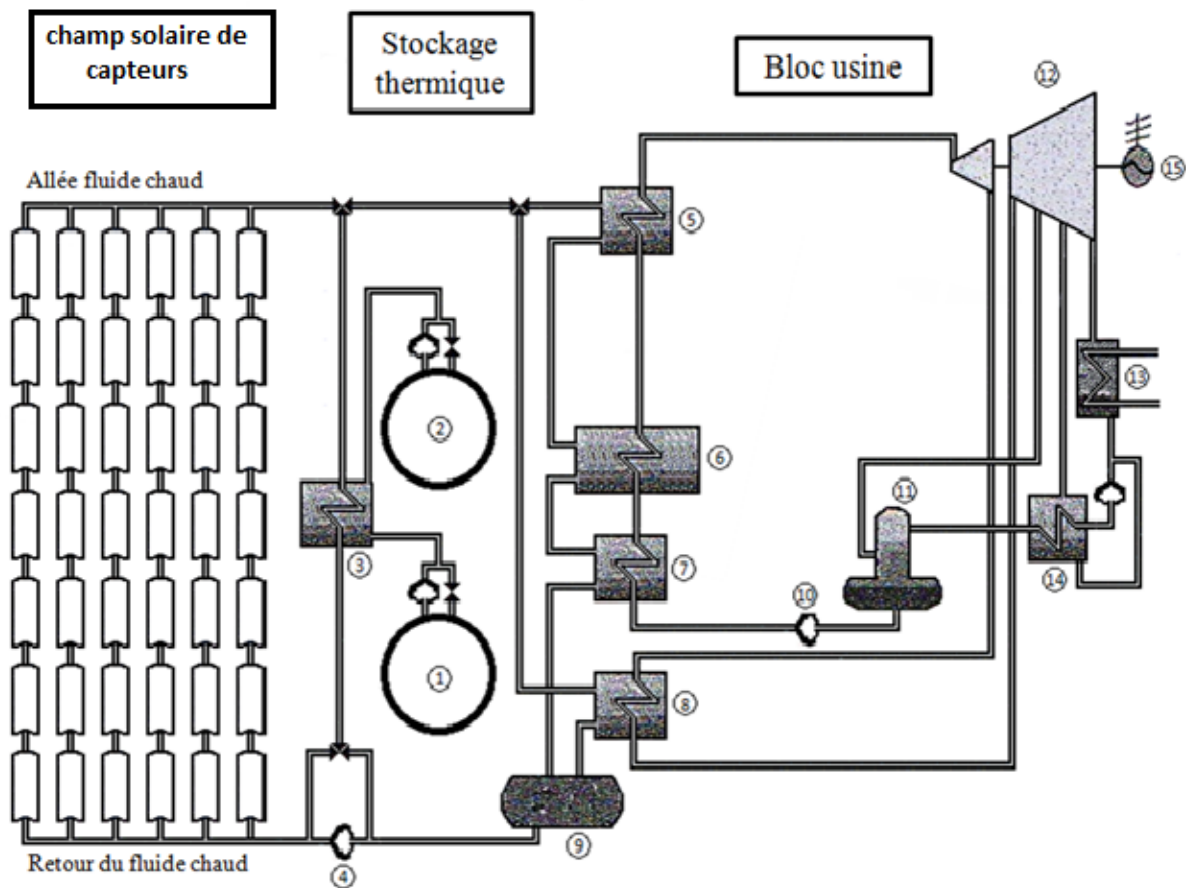 champ solaire de
capteurs
Stockage
thermique
Bloc usine
Allée fluide chaud
Retour du fluide chaud
①
②
③
④
⑤
⑥
⑦
⑧
⑨
⑩
⑪
⑫
⑬
⑭
⑮